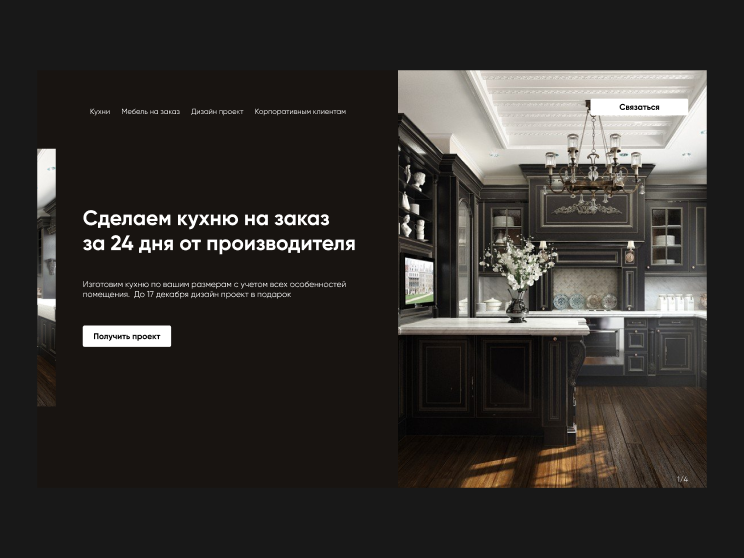 Кухни Мебель на заказ Дизайн проект Корпоративным клиентам
Связаться
Сделаем кухню на заказ
за 24 дня от производителя
Изготовим кухню по вашим размерам с учетом всех особенностей
помещения. До 17 декабря дизайн проект в подарок
Получить проект
1/4